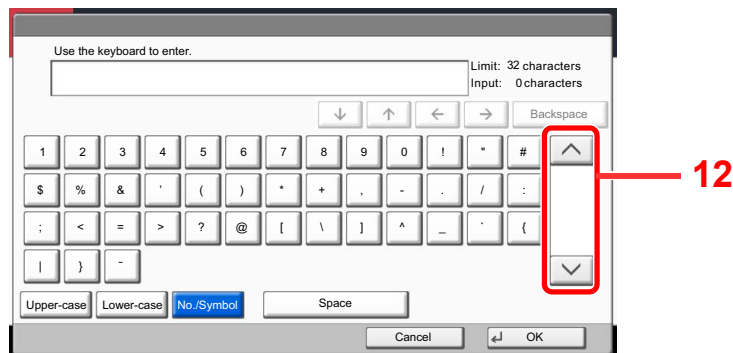 Use the keyboard to enter.
Limit: 32 characters
Input: 0 characters
Backspace
1 2 3 4 5 6 7 8 9 0 ! " #
$ % & ' ( ) * + , - . / :
; < = > ? @ [ \ ] ^ _ ` {
| } ~
12
Upper-case Lower-case No./Symbol Space
Cancel OK